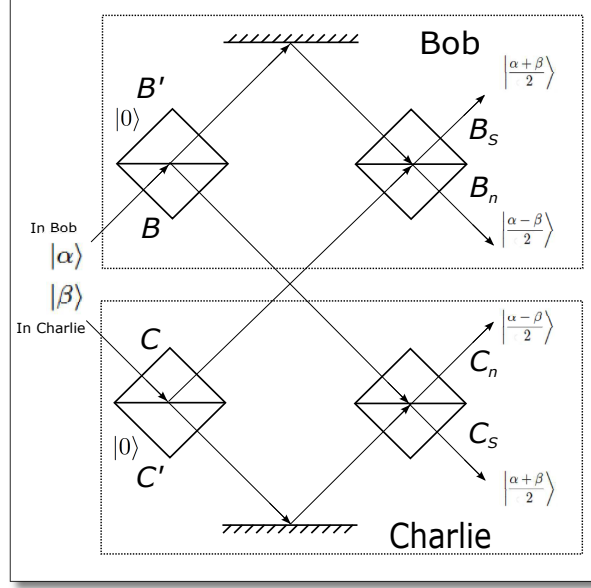 Bob
|α+β/2⟩
B'
|0⟩
B_S
B_n
B
|α−β/2⟩
In Bob
|α⟩
|β⟩
In Charlie
C
|α−β/2⟩
C_n
|0⟩
C_S
C'
|α+β/2⟩
Charlie